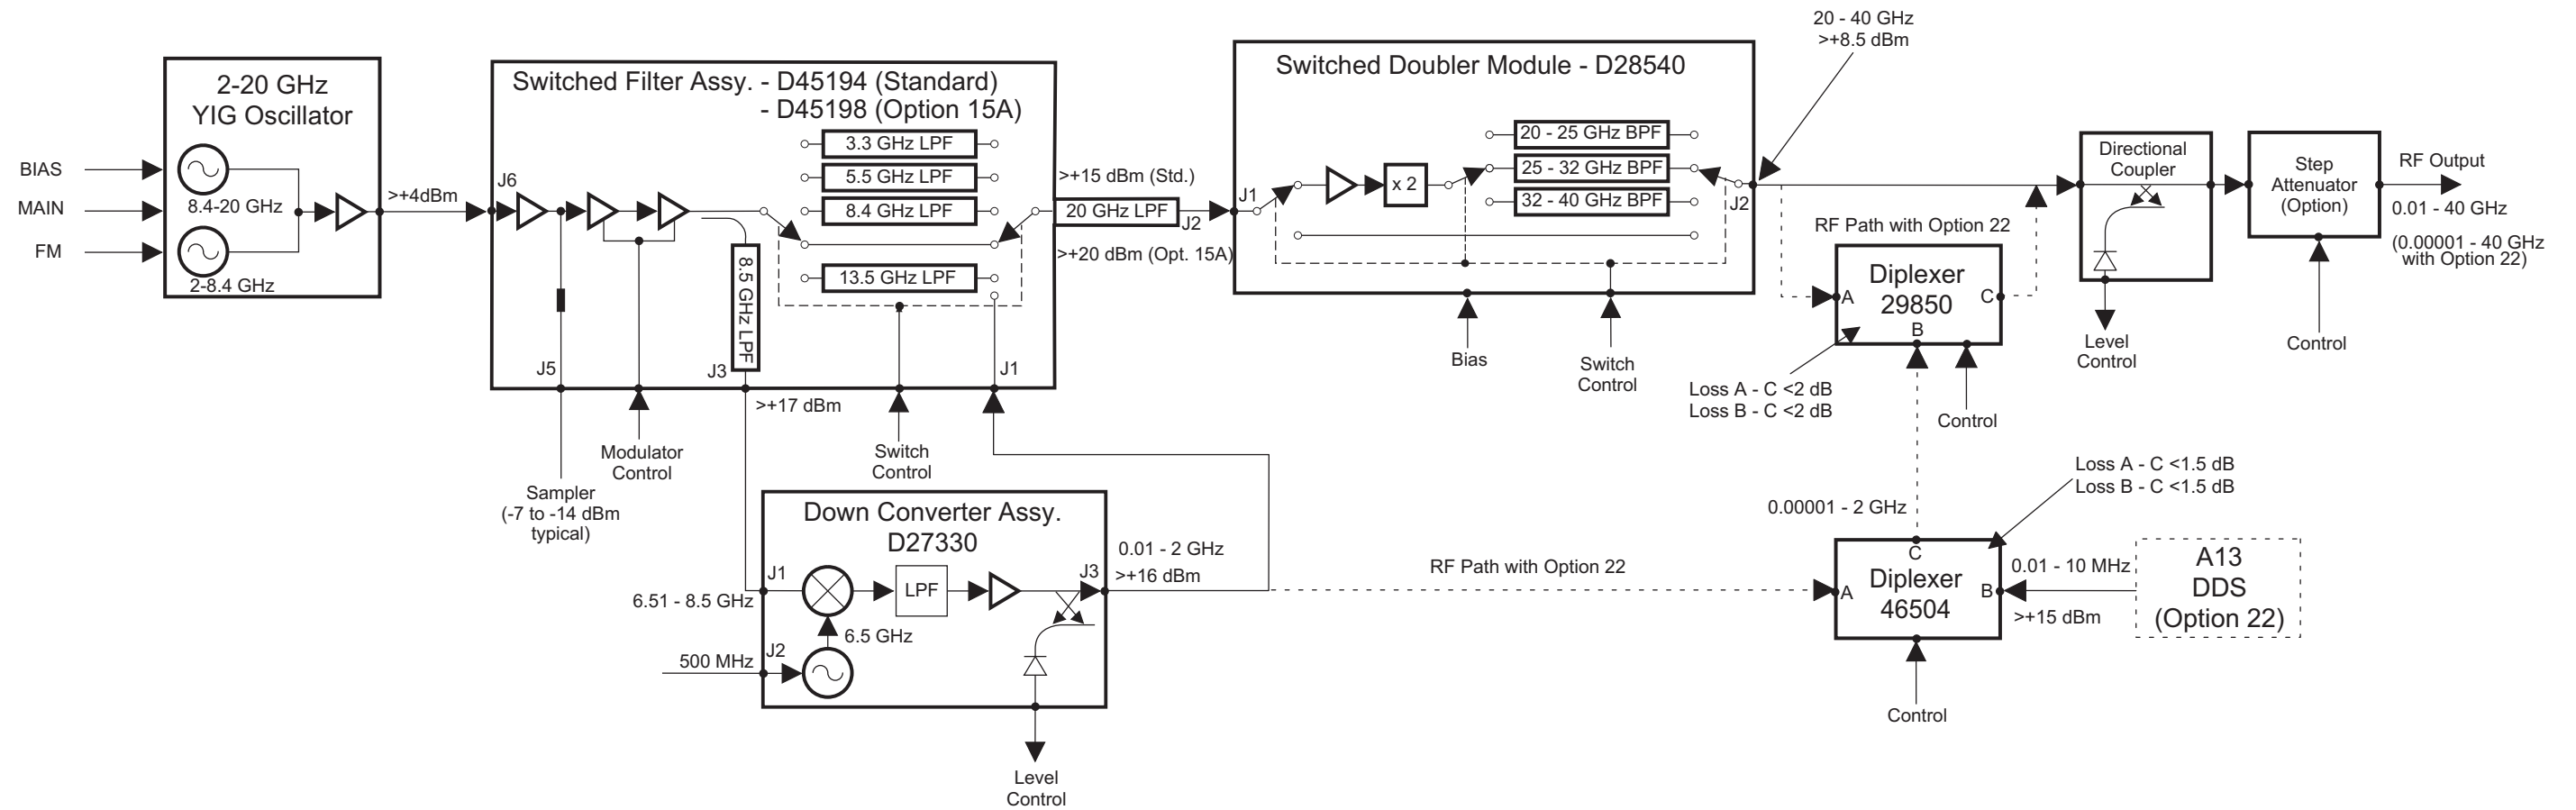 2-20 GHz
YIG Oscillator
BIAS
MAIN
FM
8.4-20 GHz
2-8.4 GHz
>+4dBm
Switched Filter Assy. - D45194 (Standard)
- D45198 (Option 15A)
J6
3.3 GHz LPF
5.5 GHz LPF
8.4 GHz LPF
13.5 GHz LPF
8.5 GHz LPF
J5
J3
J1
>+15 dBm (Std.)
20 GHz LPF
J2
>+20 dBm (Opt. 15A)
>+17 dBm
Sampler
(-7 to -14 dBm
typical)
Modulator
Control
Switch
Control
Switched Doubler Module - D28540
J1
x 2
20 - 25 GHz BPF
25 - 32 GHz BPF
32 - 40 GHz BPF
J2
Bias
Switch
Control
20 - 40 GHz
>+8.5 dBm
RF Path with Option 22
Diplexer
29850
A
B
C
Loss A - C <2 dB
Loss B - C <2 dB
Control
Directional
Coupler
Level
Control
Step
Attenuator
(Option)
Control
RF Output
0.01 - 40 GHz
(0.00001 - 40 GHz
with Option 22)
Down Converter Assy.
D27330
J1
6.51 - 8.5 GHz
LPF
J3
6.5 GHz
J2
500 MHz
0.01 - 2 GHz
>+16 dBm
Level
Control
RF Path with Option 22
0.00001 - 2 GHz
Loss A - C <1.5 dB
Loss B - C <1.5 dB
C
Diplexer
46504
A
B
Control
0.01 - 10 MHz
>+15 dBm
A13
DDS
(Option 22)